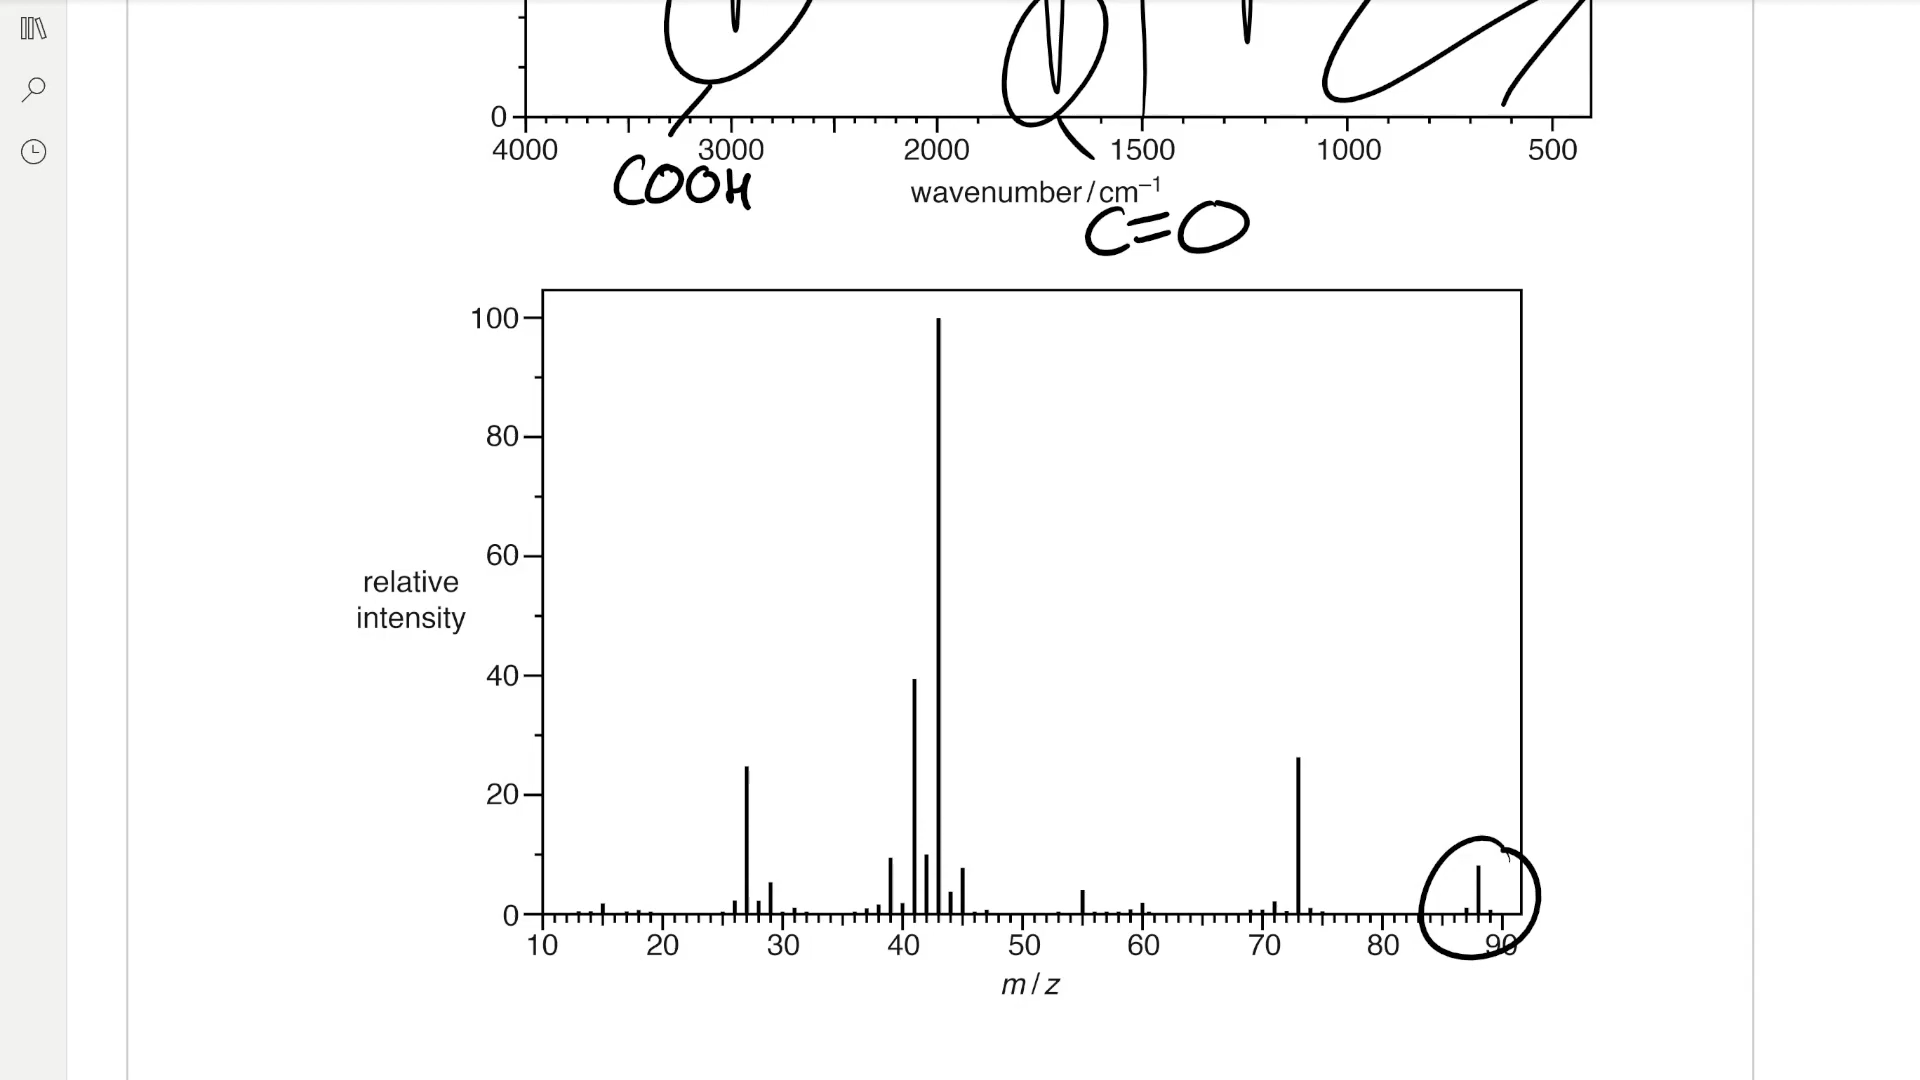 0
4000 3000 2000 1500 1000 500
COOH
wavenumber / cm⁻¹
C=O
100
80
60
relative
intensity
40
20
0
10 20 30 40 50 60 70 80 90
m / z